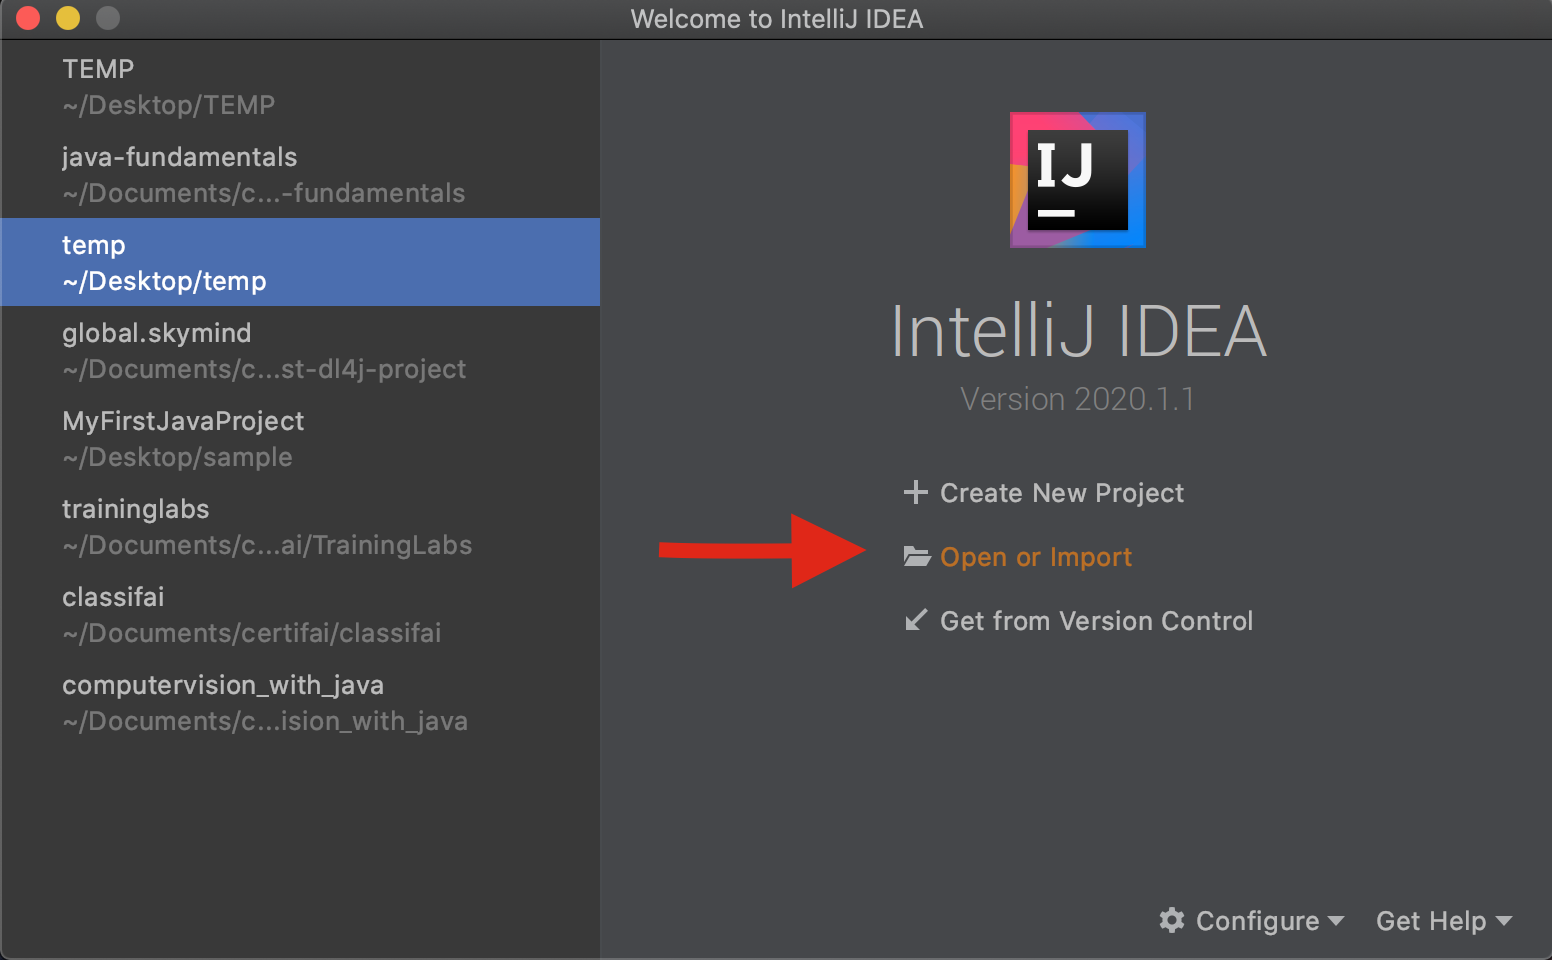 Welcome to IntelliJ IDEA
TEMP
~/Desktop/TEMP
java-fundamentals
~/Documents/c...-fundamentals
temp
~/Desktop/temp
global.skymind
~/Documents/c...st-dl4j-project
MyFirstJavaProject
~/Desktop/sample
traininglabs
~/Documents/c...ai/TrainingLabs
classifai
~/Documents/certifai/classifai
computervision_with_java
~/Documents/c...ision_with_java
IJ
IntelliJ IDEA
Version 2020.1.1
Create New Project
Open or Import
Get from Version Control
Configure
Get Help